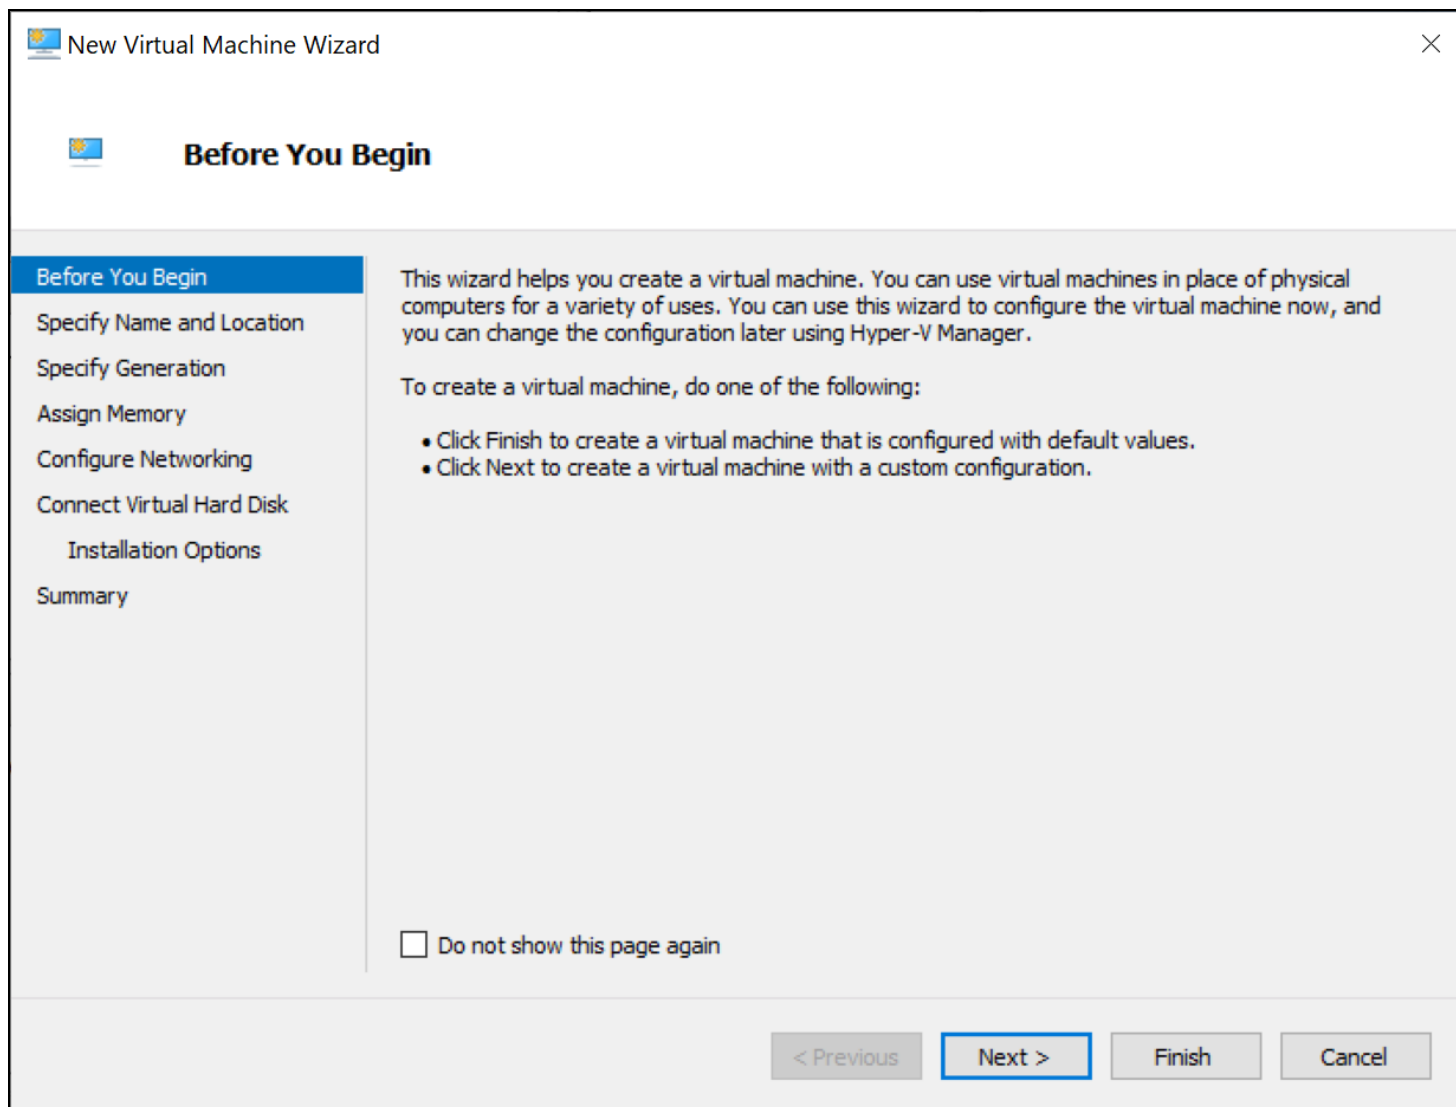 New Virtual Machine Wizard
Before You Begin
Before You Begin
Specify Name and Location
Specify Generation
Assign Memory
Configure Networking
Connect Virtual Hard Disk
Installation Options
Summary
This wizard helps you create a virtual machine. You can use virtual machines in place of physical
computers for a variety of uses. You can use this wizard to configure the virtual machine now, and
you can change the configuration later using Hyper-V Manager.
To create a virtual machine, do one of the following:
• Click Finish to create a virtual machine that is configured with default values.
• Click Next to create a virtual machine with a custom configuration.
Do not show this page again
< Previous
Next >
Finish
Cancel